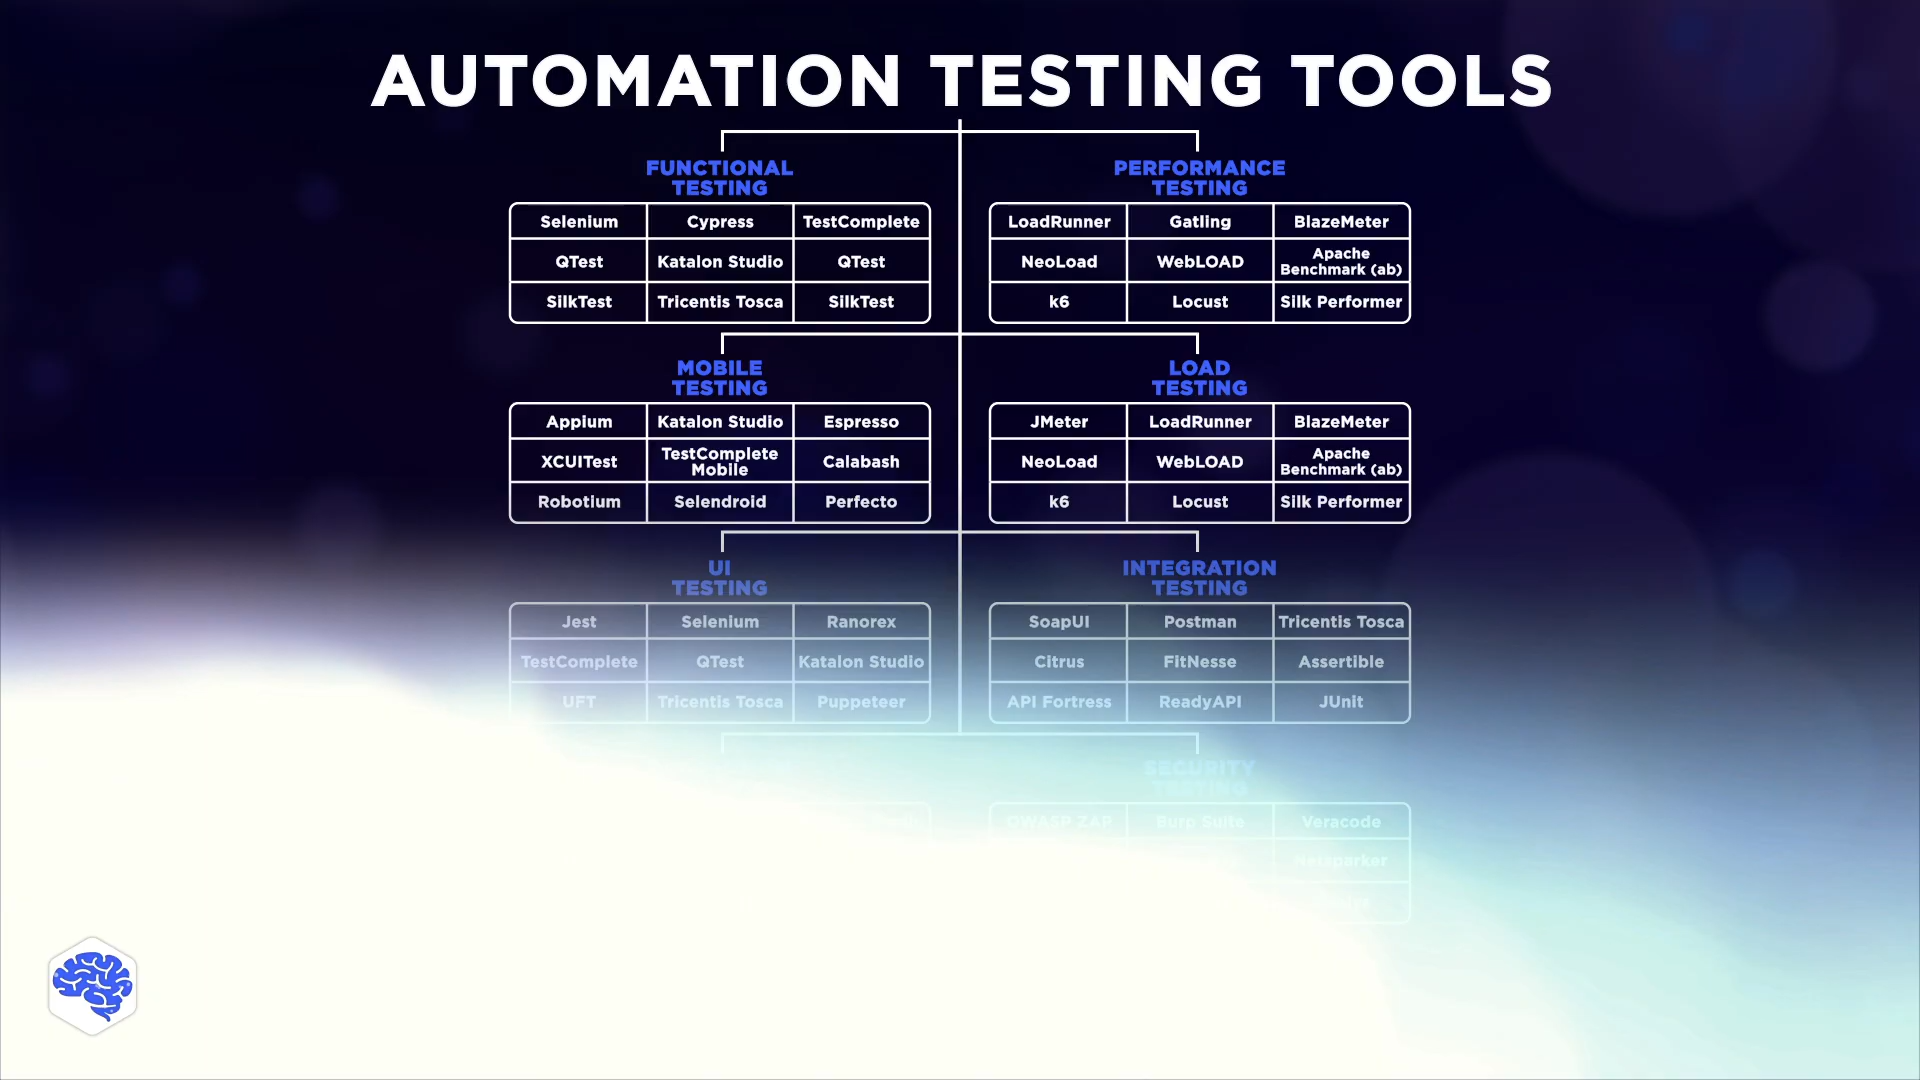 AUTOMATION TESTING TOOLS
FUNCTIONAL
TESTING
Selenium Cypress TestComplete
QTest Katalon Studio QTest
SilkTest Tricentis Tosca SilkTest
PERFORMANCE
TESTING
LoadRunner Gatling BlazeMeter
NeoLoad WebLOAD Apache
Benchmark (ab)
k6 Locust Silk Performer
MOBILE
TESTING
Appium Katalon Studio Espresso
XCUITest TestComplete
Mobile Calabash
Robotium Selendroid Perfecto
LOAD
TESTING
JMeter LoadRunner BlazeMeter
NeoLoad WebLOAD Apache
Benchmark (ab)
k6 Locust Silk Performer
UI
TESTING
Jest Selenium Ranorex
TestComplete QTest Katalon Studio
UFT Tricentis Tosca Puppeteer
INTEGRATION
TESTING
SoapUI Postman Tricentis Tosca
Citrus FitNesse Assertible
API Fortress ReadyAPI JUnit
SECURITY
TESTING
OWASP ZAP Burp Suite Veracode
Netsparker